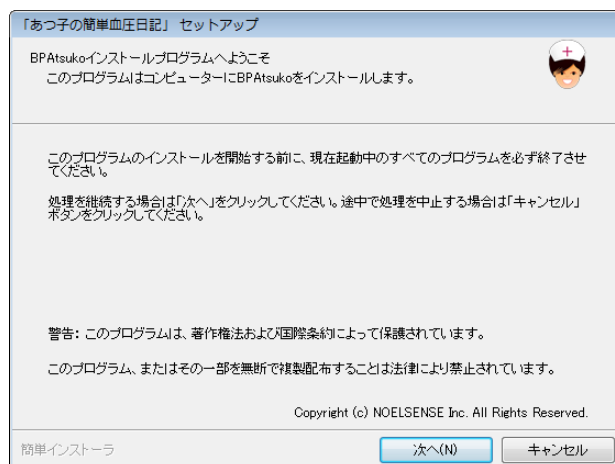 「あつ子の簡単血圧日記」 セットアップ
BPAtsukoインストールプログラムへようこそ
このプログラムはコンピューターにBPAtsukoをインストールします。
このプログラムのインストールを開始する前に、現在起動中のすべてのプログラムを必ず終了させ
てください。
処理を継続する場合は「次へ」をクリックしてください。途中で処理を中止する場合は「キャンセル」
ボタンをクリックしてください。
警告: このプログラムは、著作権法および国際条約によって保護されています。
このプログラム、またはその一部を無断で複製配布することは法律により禁止されています。
Copyright (c) NOELSENSE Inc. All Rights Reserved.
簡単インストーラ
次へ(N)
キャンセル